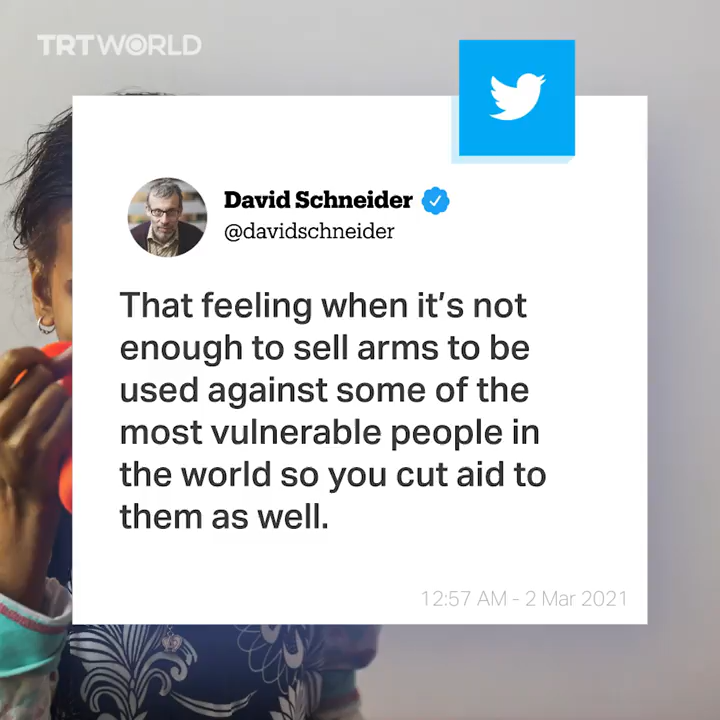 TRTWORLD
David Schneider
@davidschneider
That feeling when it's not
enough to sell arms to be
used against some of the
most vulnerable people in
the world so you cut aid to
them as well.
12:57 AM - 2 Mar 2021